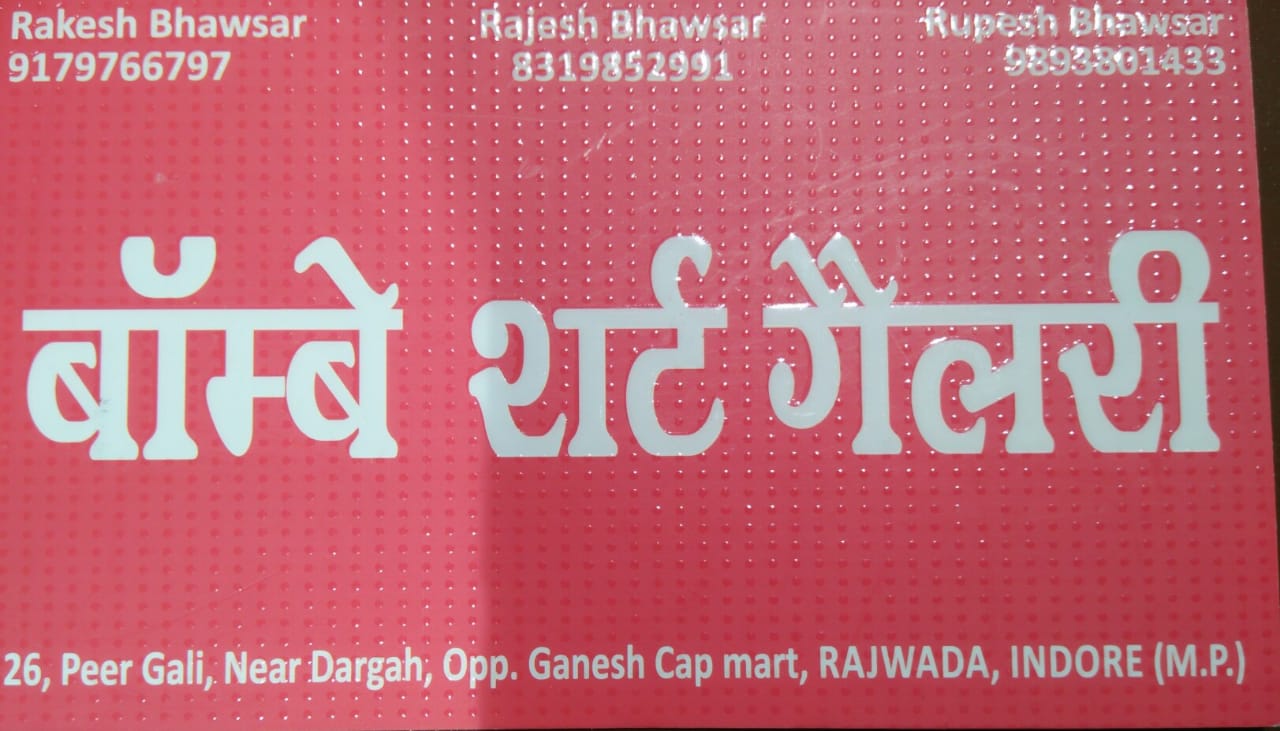 Rakesh Bhawsar Rajesh Bhawsar Rupesh Bhawsar
9179766797 8319852991 9893801433
बॉम्बे शर्ट गैलरी
26, Peer Gali, Near Dargah, Opp. Ganesh Cap mart, RAJWADA, INDORE (M.P.)